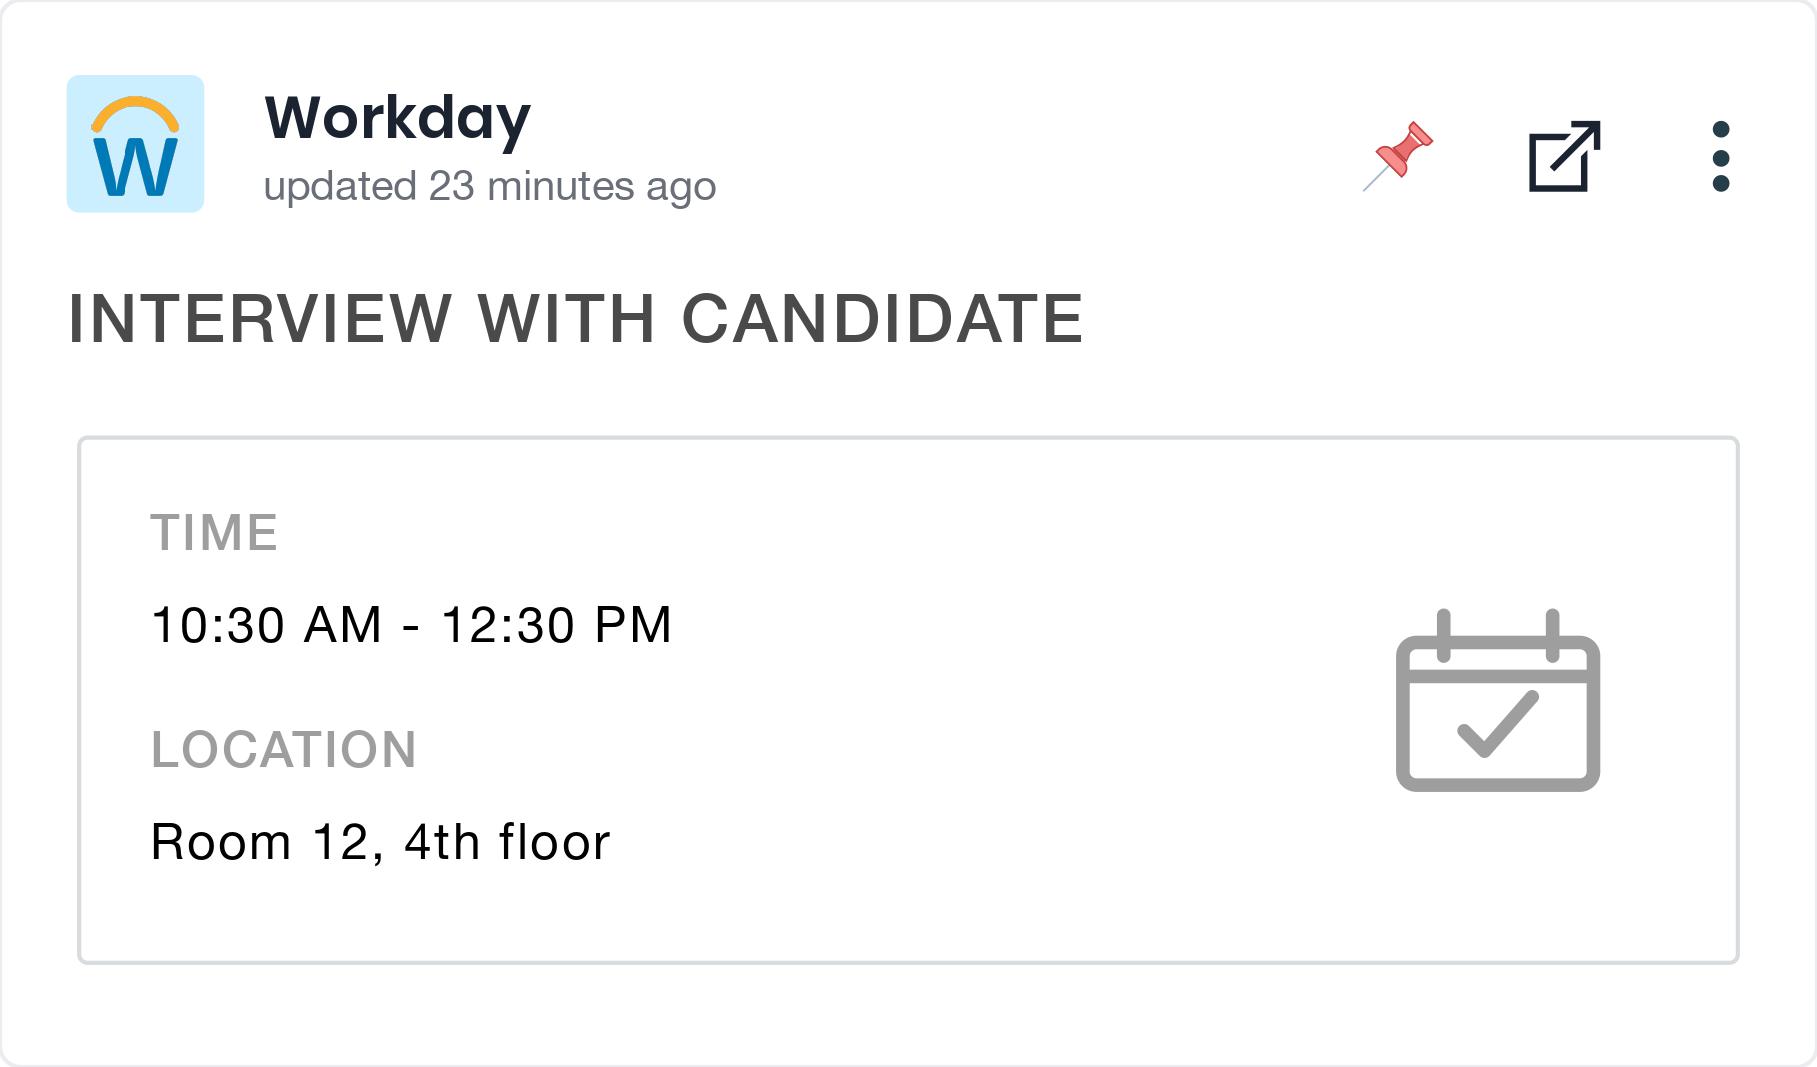 W
Workday
updated 23 minutes ago
INTERVIEW WITH CANDIDATE
TIME
10:30 AM - 12:30 PM
LOCATION
Room 12, 4th floor